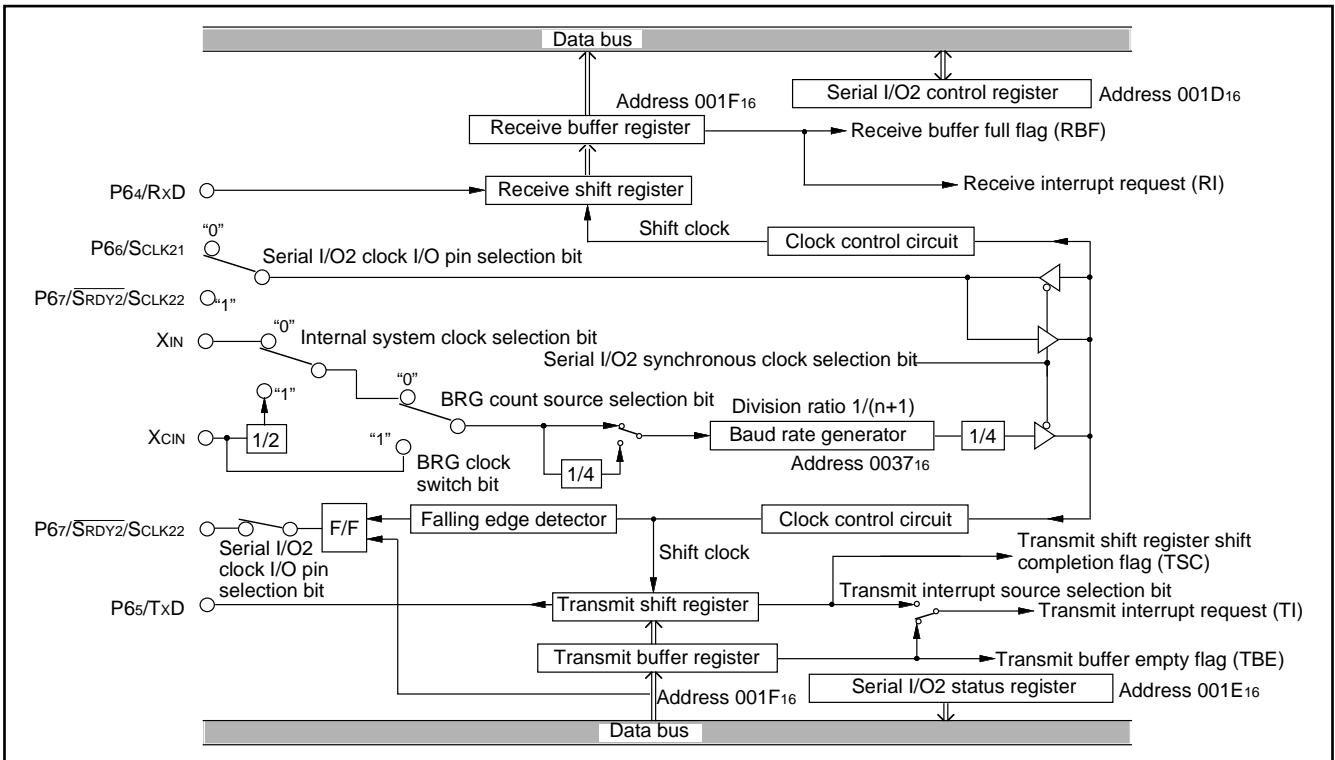 Data bus
Serial I/O2 control register
Address 001D16
Address 001F16
Receive buffer register
Receive buffer full flag (RBF)
P64/RXD
Receive shift register
Receive interrupt request (RI)
Shift clock
Clock control circuit
P66/SCLK21
“0”
Serial I/O2 clock I/O pin selection bit
P67/SRDY2/SCLK22
“1”
XIN
“0”
Internal system clock selection bit
Serial I/O2 synchronous clock selection bit
“1”
“0”
BRG count source selection bit
Division ratio 1/(n+1)
XCIN
1/2
“1”
Baud rate generator
1/4
BRG clock
switch bit
1/4
Address 003716
P67/SRDY2/SCLK22
F/F
Falling edge detector
Clock control circuit
Serial I/O2
clock I/O pin
selection bit
Shift clock
Transmit shift register shift
completion flag (TSC)
P65/TXD
Transmit shift register
Transmit interrupt source selection bit
Transmit interrupt request (TI)
Transmit buffer register
Transmit buffer empty flag (TBE)
Address 001F16
Serial I/O2 status register
Address 001E16
Data bus